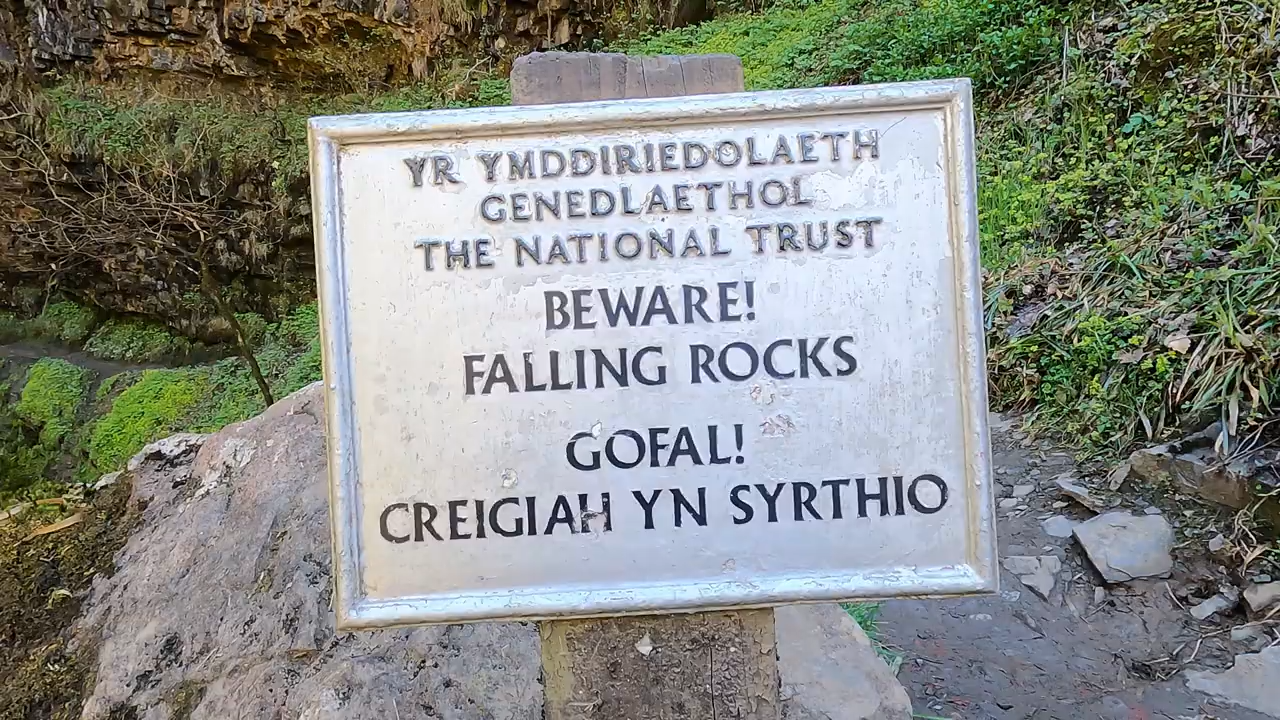 YR YMDDIRIEDOLAETH
GENEDLAETHOL
THE NATIONAL TRUST
BEWARE!
FALLING ROCKS
GOFAL!
CREIGIAH YN SYRTHIO